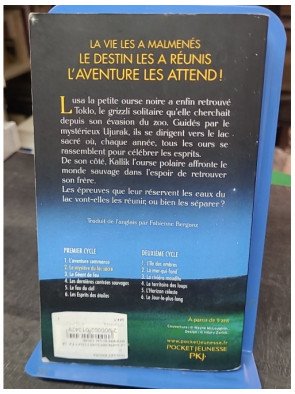 LA VIE LES A MALMENÉS
LE DESTIN LES A RÉUNIS
L'AVENTURE LES ATTEND !
Lusa la petite ourse noire a enfin retrouvé
Toklo, le grizzli solitaire qu'elle cherchait
depuis son évasion du zoo. Guidés par le
mystérieux Ujurak, ils se dirigent vers le lac
sacré où, chaque année, tous les ours se
rassemblent pour célébrer les esprits.
De son côté, Kallik l'ourse polaire affronte le
monde sauvage dans l'espoir de retrouver
son frère.
Les épreuves que leur réservent les eaux du
lac vont-elles les réunir, ou bien les séparer ?
Traduit de l'anglais par Fabienne Berganz
PREMIER CYCLE
1. L'aventure commence
2. Le mystère du lac sacré
3. Le Géant de feu
4. Les dernières contrées sauvages
5. Le feu du ciel
6. Les Esprits des étoiles
DEUXIÈME CYCLE
1. L'île des ombres
2. La mer qui fond
3. La rivière maudite
4. Le territoire des loups
5. L'Horizon céleste
6. Le Jour le plus long
À partir de 9 ans
www.pocketjeunesse.fr
POCKET JEUNESSE
PKJ.